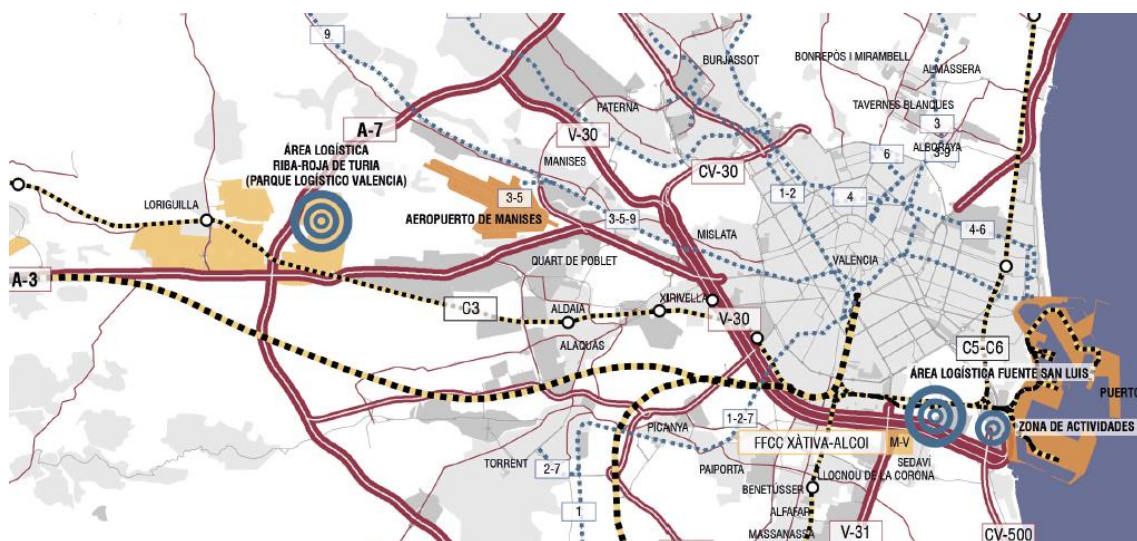 9
BURJASSOT
BONREPÒS I MIRAMBELL
ALMÀSSERA
PATERNA
TAVERNES BLANQUES
A-7
V-30
3
ÁREA LOGÍSTICA
RIBA-ROJA DE TURIA
(PARQUE LOGÍSTICO VALENCIA)
MANISES
6
ALBORAYA
3-9
CV-30
LORIGUILLA
3-5
1-2
4
AEROPUERTO DE MANISES
3-5-9
4-6
MISLATA
QUART DE POBLET
VALENCIA
A-3
XIRIVELLA
C3
ALDAIA
V-30
ALAQUÀS
C5-C6
ÁREA LOGÍSTICA FUENTE SAN LUIS
PUERTO
1-2-7
PICANYA
ZONA DE ACTIVIDADES
FFCC XÀTIVA-ALCOI
M-V
TORRENT
2-7
PAIPORTA
SEDAVÍ
LLOCNOU DE LA CORONA
BENETÚSSER
1
ALFAFAR
MASSANASSA
V-31
CV-500